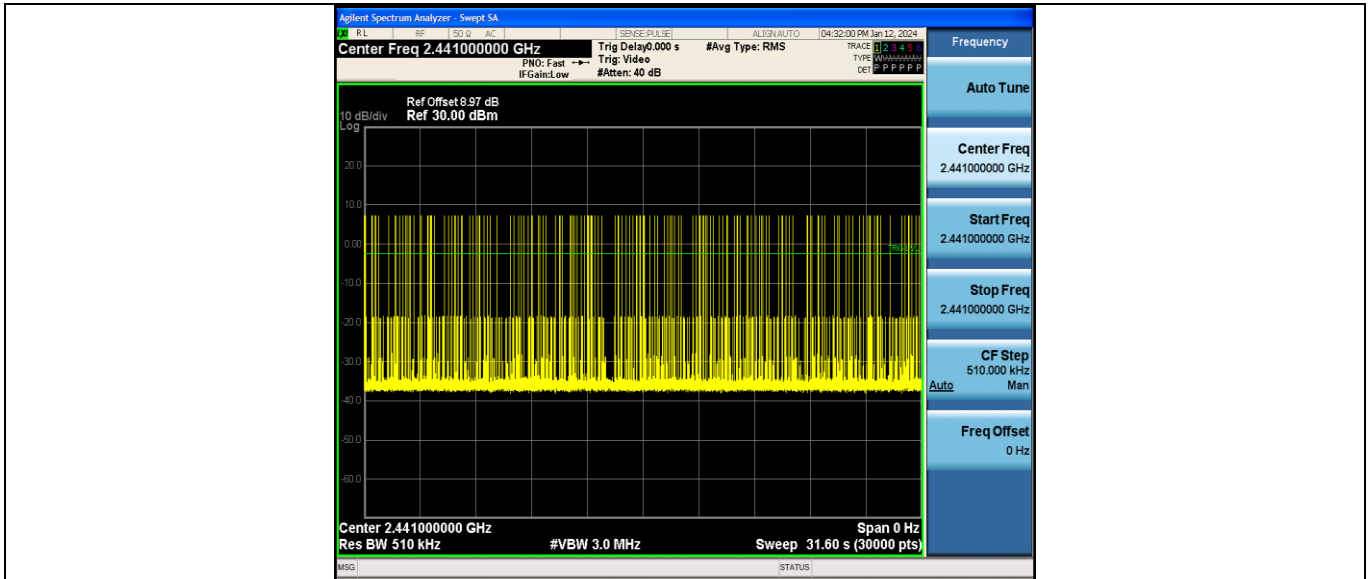 Agilent Spectrum Analyzer - Swept SA
LXI RL RF 50 Ω AC SENSE:PULSE ALIGN AUTO 04:32:00 PM Jan 12, 2024
Center Freq 2.441000000 GHz
PNO: Fast
IFGain:Low
Trig Delay0.000 s
Trig: Video
#Atten: 40 dB
#Avg Type: RMS
TRACE 1 2 3 4 5 6
TYPE
DET P P P P P P
Ref Offset 8.97 dB
10 dB/div Ref 30.00 dBm
Log
20.0
10.0
0.00
-10.0
-20.0
-30.0
-40.0
-50.0
-60.0
Center 2.441000000 GHz Span 0 Hz
Res BW 510 kHz #VBW 3.0 MHz Sweep 31.60 s (30000 pts)
MSG STATUS
Frequency
Auto Tune
Center Freq
2.441000000 GHz
Start Freq
2.441000000 GHz
Stop Freq
2.441000000 GHz
CF Step
510.000 kHz
Auto Man
Freq Offset
0 Hz